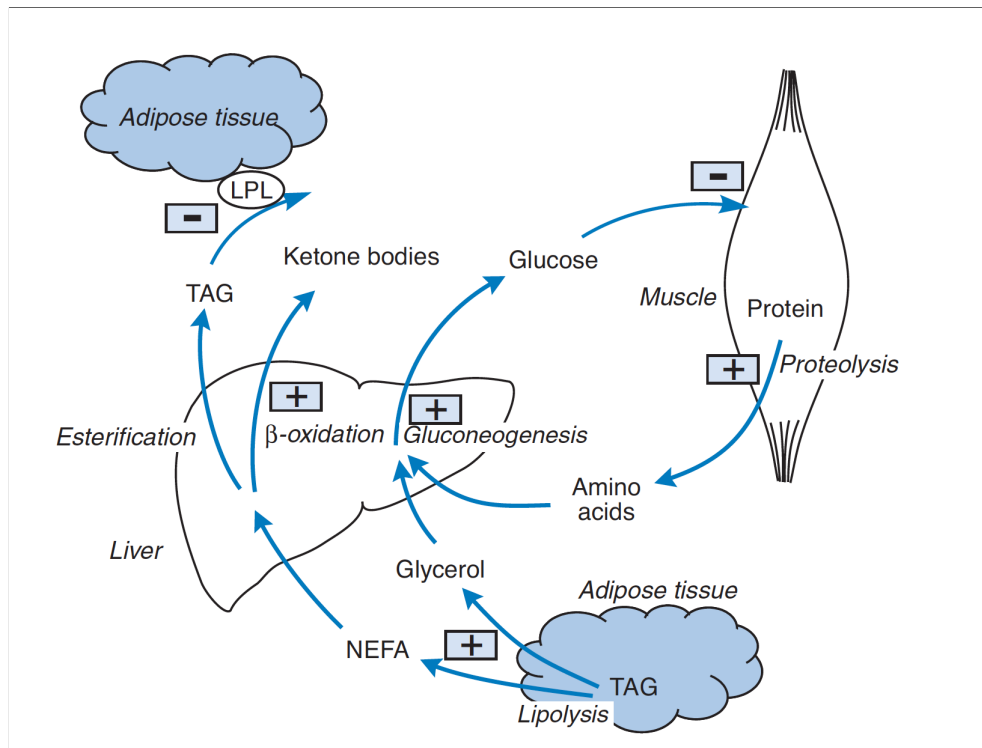 Adipose tissue
LPL
−
−
Ketone bodies
Glucose
TAG
Muscle
Protein
+
Proteolysis
+
+
Esterification
β-oxidation
Gluconeogenesis
Amino
acids
Liver
Glycerol
Adipose tissue
NEFA
+
TAG
Lipolysis